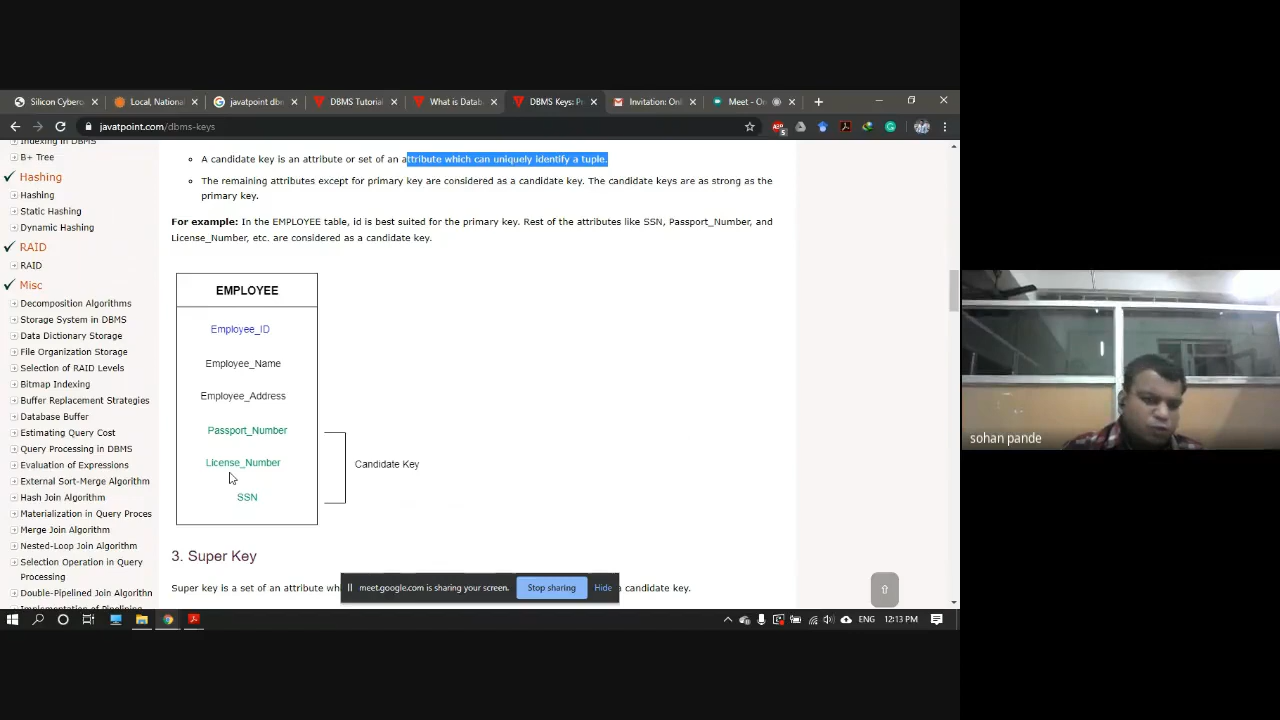 Silicon Cyberc
Local, National
javatpoint dbm
DBMS Tutorial
What is Databa
DBMS Keys: Pr
Invitation: Onl
Meet - On
javatpoint.com/dbms-keys
Indexing in DBMS
B+ Tree
Hashing
Hashing
Static Hashing
Dynamic Hashing
RAID
RAID
Misc
Decomposition Algorithms
Storage System in DBMS
Data Dictionary Storage
File Organization Storage
Selection of RAID Levels
Bitmap Indexing
Buffer Replacement Strategies
Database Buffer
Estimating Query Cost
Query Processing in DBMS
Evaluation of Expressions
External Sort-Merge Algorithm
Hash Join Algorithm
Materialization in Query Proces
Merge Join Algorithm
Nested-Loop Join Algorithm
Selection Operation in Query
Processing
Double-Pipelined Join Algorithm
Implementation of Pipelining
A candidate key is an attribute or set of an attribute which can uniquely identify a tuple.
The remaining attributes except for primary key are considered as a candidate key. The candidate keys are as strong as the
primary key.
For example: In the EMPLOYEE table, id is best suited for the primary key. Rest of the attributes like SSN, Passport_Number, and
License_Number, etc. are considered as a candidate key.
EMPLOYEE
Employee_ID
Employee_Name
Employee_Address
Passport_Number
License_Number
SSN
Candidate Key
3. Super Key
Super key is a set of an attribute wh
candidate key.
meet.google.com is sharing your screen.
Stop sharing
Hide
ENG
12:13 PM
sohan pande